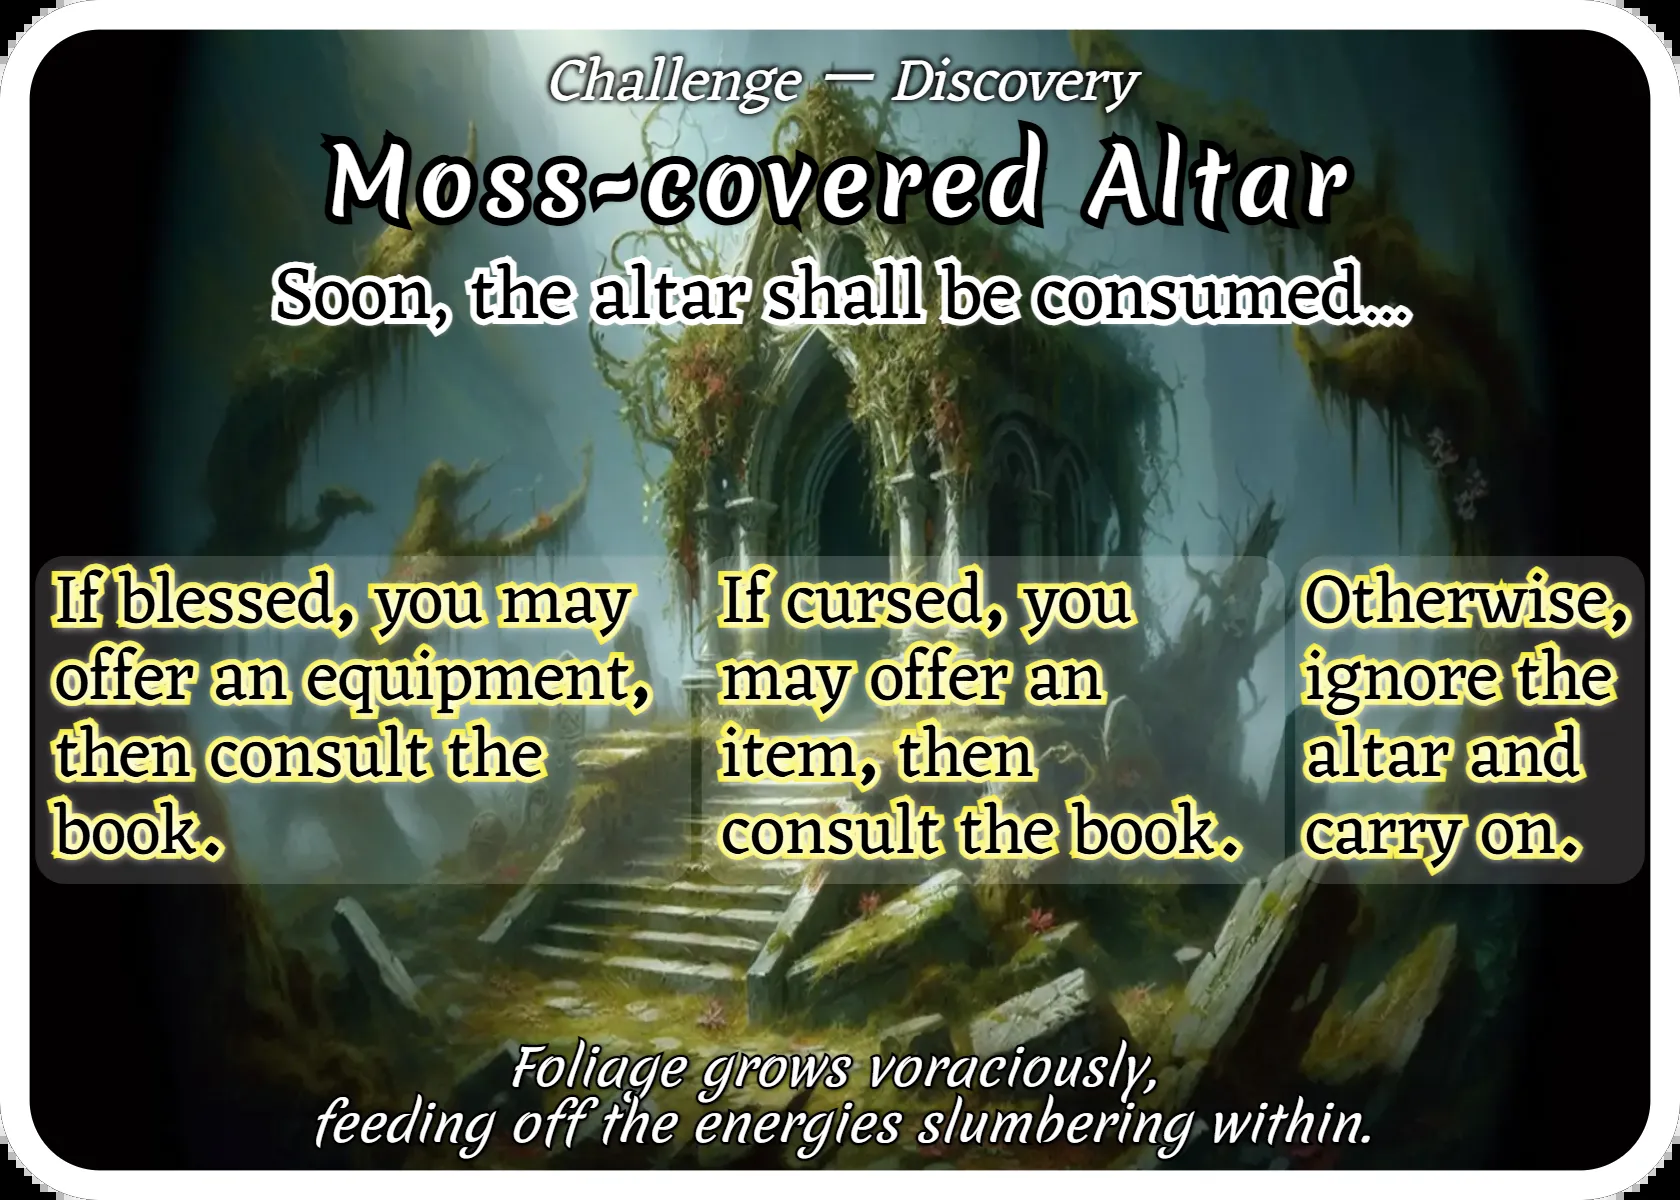 Challenge — Discovery
Moss-covered Altar
Soon, the altar shall be consumed...
If blessed, you may
offer an equipment,
then consult the
book.
If cursed, you
may offer an
item, then
consult the book.
Otherwise,
ignore the
altar and
carry on.
Foliage grows voraciously,
feeding off the energies slumbering within.